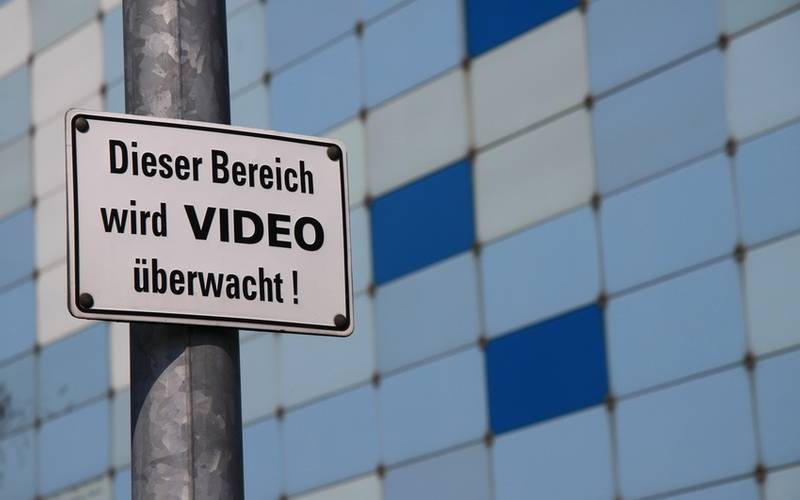 Dieser Bereich
wird VIDEO
überwacht !